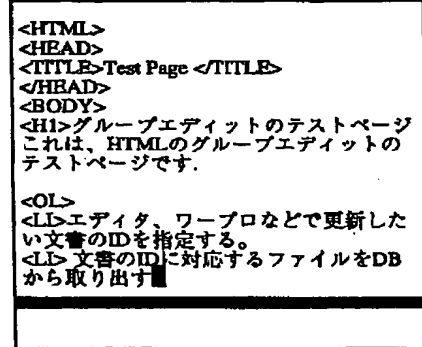 <HTML>
<HEAD>
<TITLE>Test Page </TITLE>
</HEAD>
<BODY>
<H1>グループエディットのテストページ
これは、HTMLのグループエディットの
テストページです.
<OL>
<LI>エディタ、ワープロなどで更新した
い文書のIDを指定する。
<LI> 文書のIDに対応するファイルをDB
から取り出す